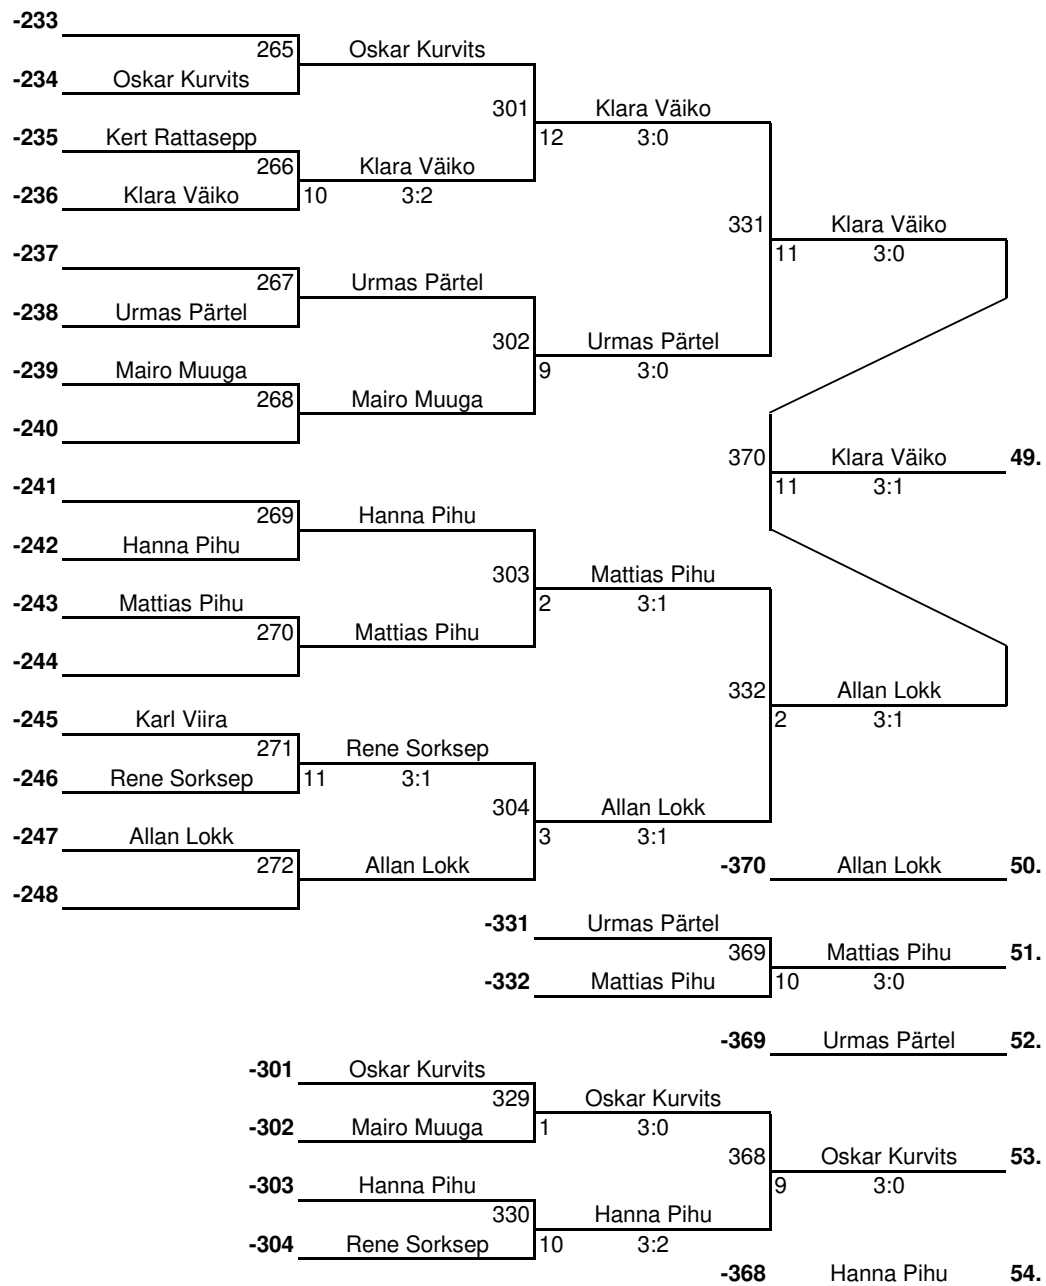 -233
265 Oskar Kurvits
-234 Oskar Kurvits
301 Klara Väiko
-235 Kert Rattasepp
12 3:0
266 Klara Väiko
-236 Klara Väiko
10 3:2
331 Klara Väiko
-237
11 3:0
267 Urmas Pärtel
-238 Urmas Pärtel
302 Urmas Pärtel
-239 Mairo Muuga
9 3:0
268 Mairo Muuga
-240
370 Klara Väiko 49.
-241
11 3:1
269 Hanna Pihu
-242 Hanna Pihu
303 Mattias Pihu
-243 Mattias Pihu
2 3:1
270 Mattias Pihu
-244
332 Allan Lokk
-245 Karl Viira
2 3:1
271 Rene Sorksep
-246 Rene Sorksep
11 3:1
304 Allan Lokk
-247 Allan Lokk
3 3:1
272 Allan Lokk
-370 Allan Lokk 50.
-248
-331 Urmas Pärtel
369 Mattias Pihu 51.
-332 Mattias Pihu
10 3:0
-369 Urmas Pärtel 52.
-301 Oskar Kurvits
329 Oskar Kurvits
-302 Mairo Muuga
1 3:0
368 Oskar Kurvits 53.
-303 Hanna Pihu
9 3:0
330 Hanna Pihu
-304 Rene Sorksep
10 3:2
-368 Hanna Pihu 54.